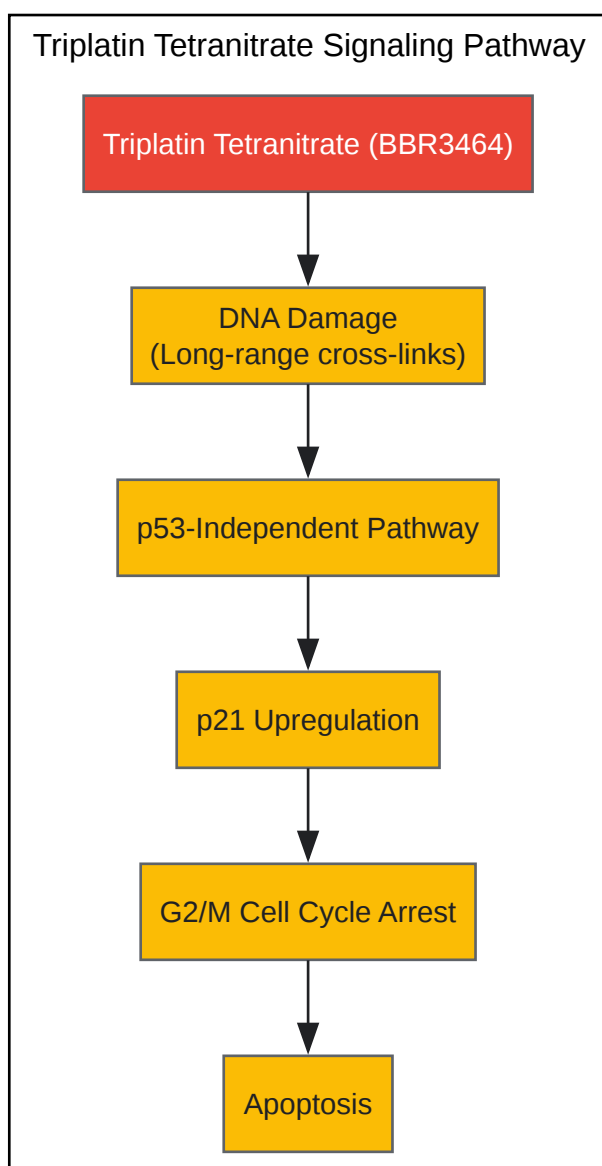 Triplatin Tetranitrate Signaling Pathway
Triplatin Tetranitrate (BBR3464)
DNA Damage
(Long-range cross-links)
p53-Independent Pathway
p21 Upregulation
G2/M Cell Cycle Arrest
Apoptosis